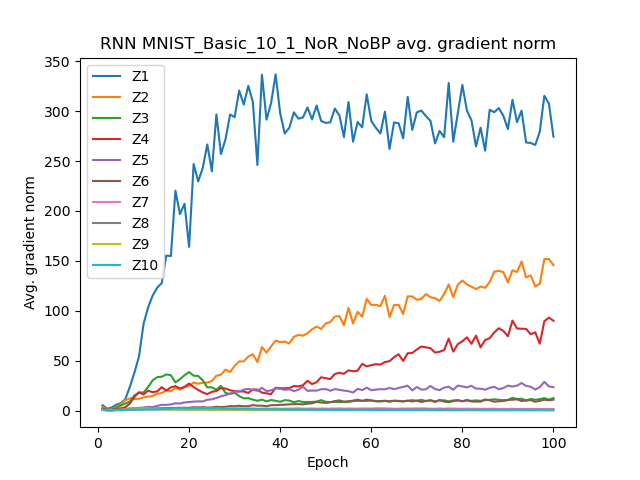 RNN MNIST_Basic_10_1_NoR_NoBP avg. gradient norm
350
300
250
200
150
100
50
0
Avg. gradient norm
Z1
Z2
Z3
Z4
Z5
Z6
Z7
Z8
Z9
Z10
0 20 40 60 80 100
Epoch